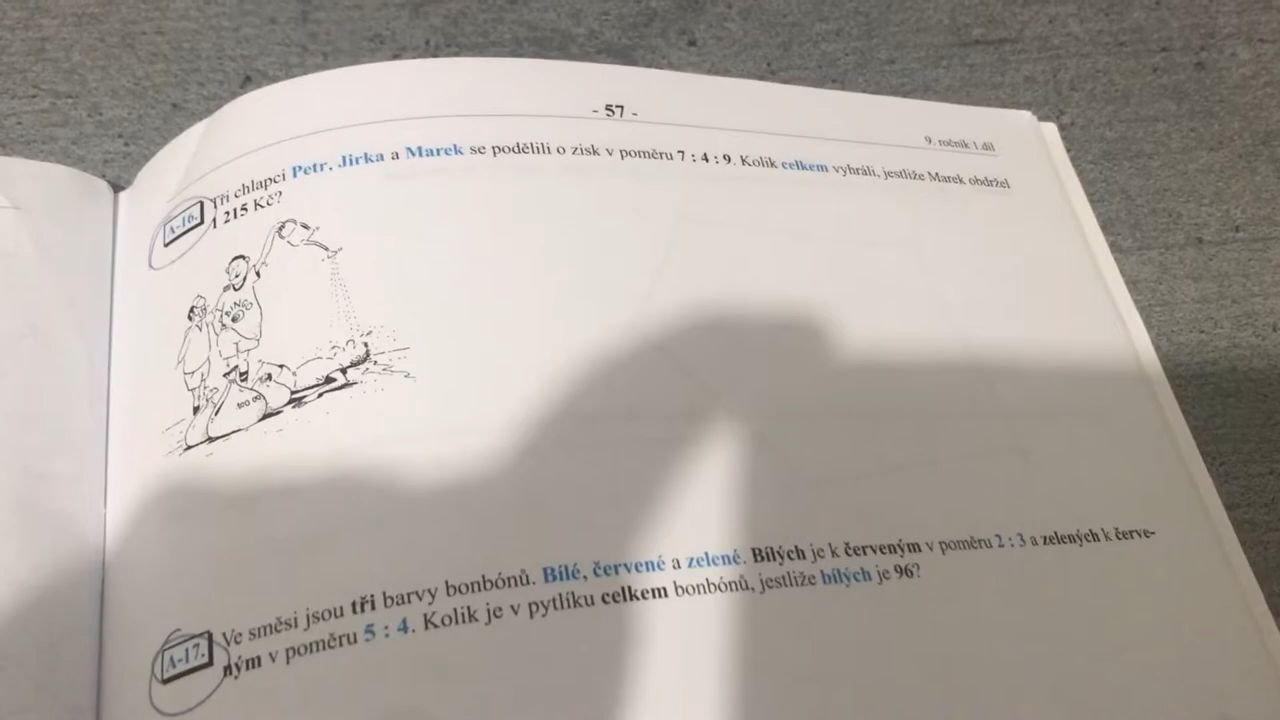 - 57 -
9. ročník 1.díl
A-16. Tři chlapci Petr, Jirka a Marek se podělili o zisk v poměru 7 : 4 : 9. Kolik celkem vyhráli, jestliže Marek obdržel
1 215 Kč?
BINGO
A-17. Ve směsi jsou tři barvy bonbónů. Bílé, červené a zelené. Bílých je k červeným v poměru 2 : 3 a zelených k červe-
ným v poměru 5 : 4. Kolik je v pytlíku celkem bonbónů, jestliže bílých je 96?